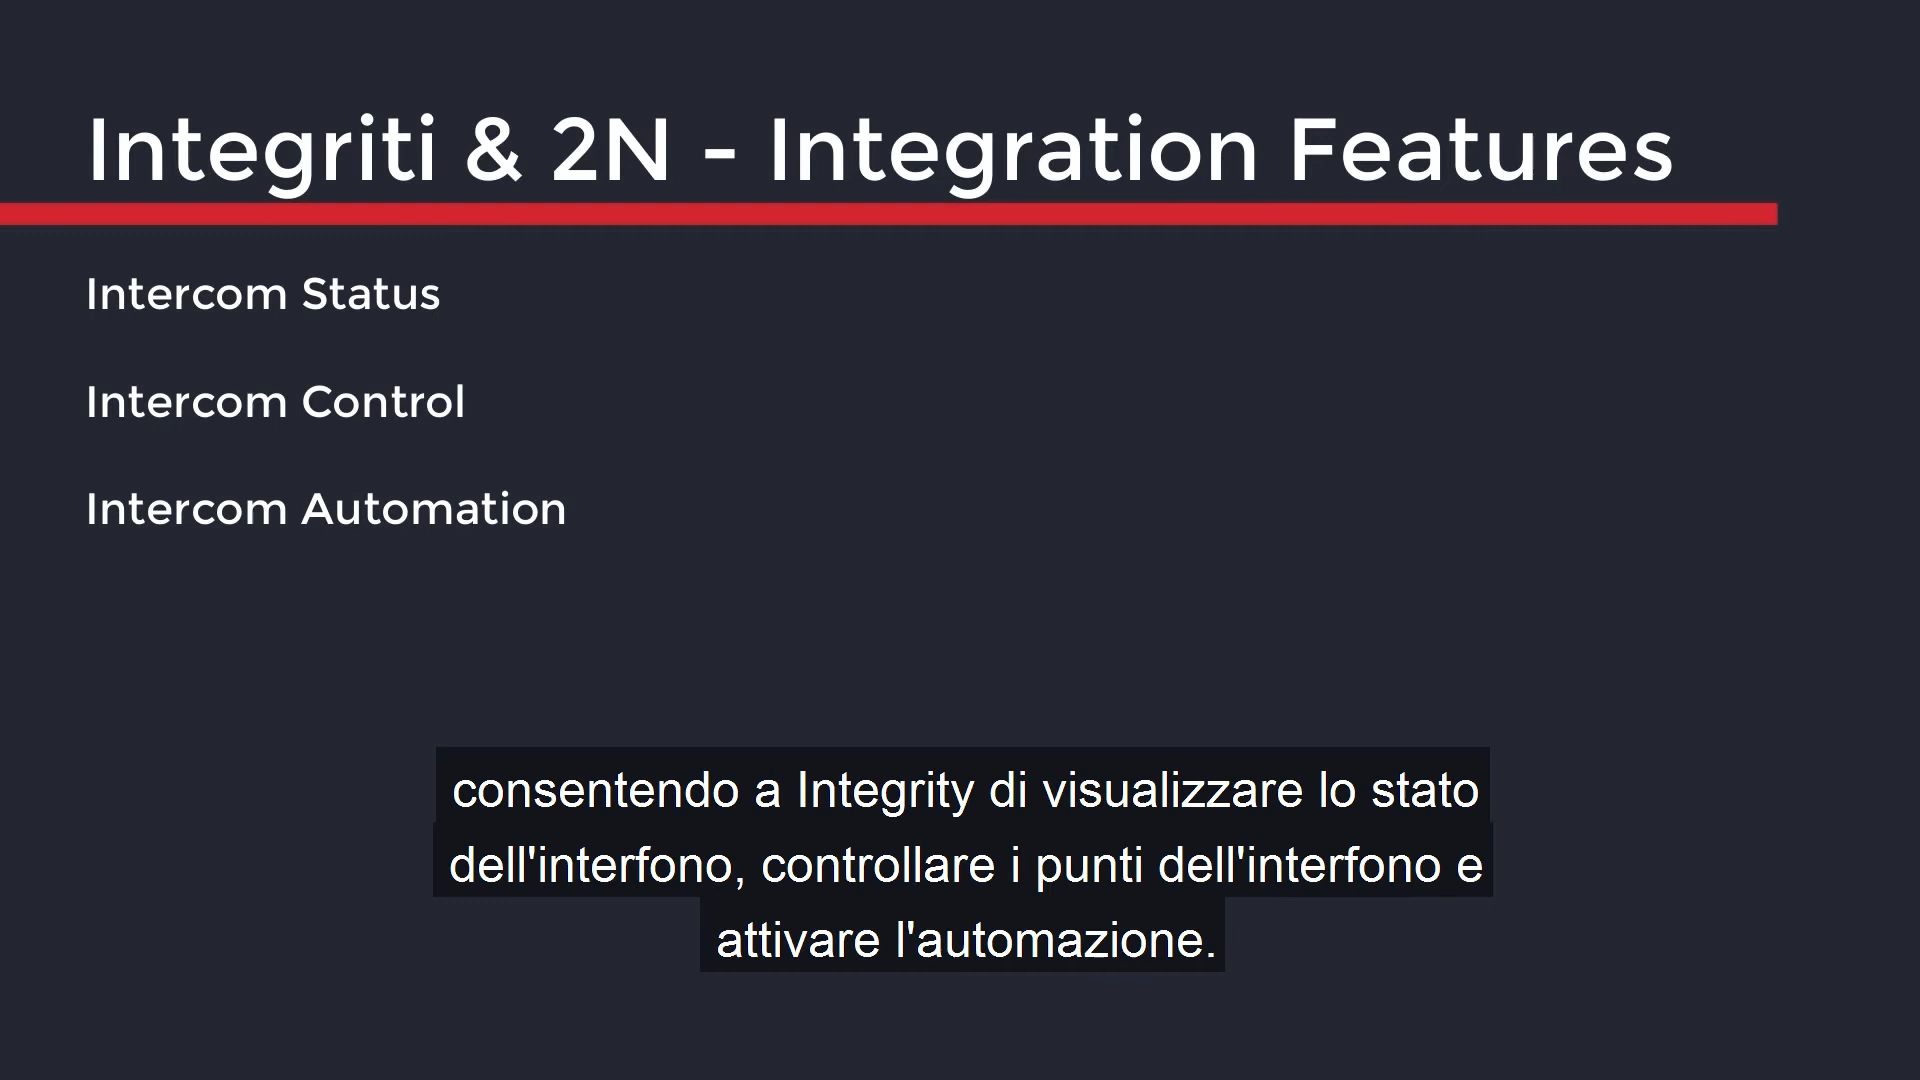 Integriti & 2N - Integration Features
Intercom Status
Intercom Control
Intercom Automation
consentendo a Integrity di visualizzare lo stato
dell'interfono, controllare i punti dell'interfono e
attivare l'automazione.